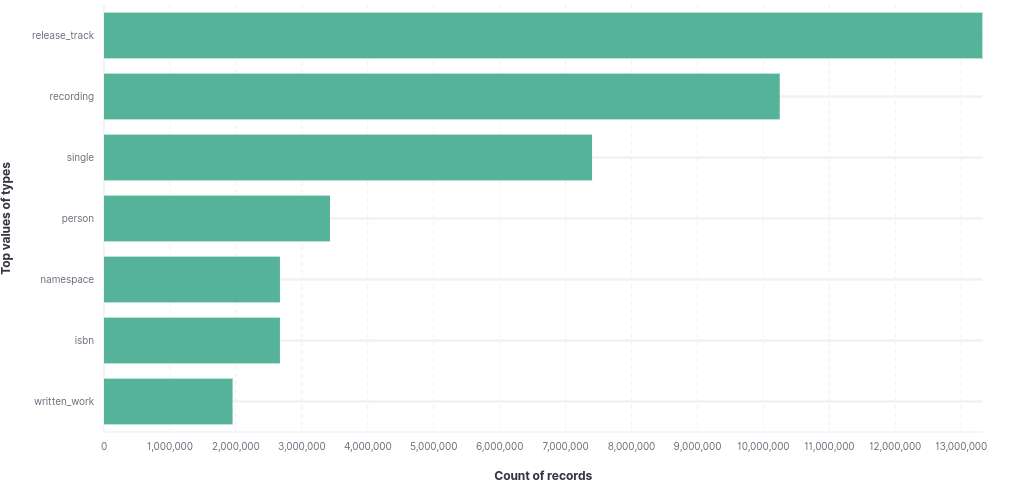 Top values of types
release_track
recording
single
person
namespace
isbn
written_work
0 1,000,000 2,000,000 3,000,000 4,000,000 5,000,000 6,000,000 7,000,000 8,000,000 9,000,000 10,000,000 11,000,000 12,000,000 13,000,000
Count of records